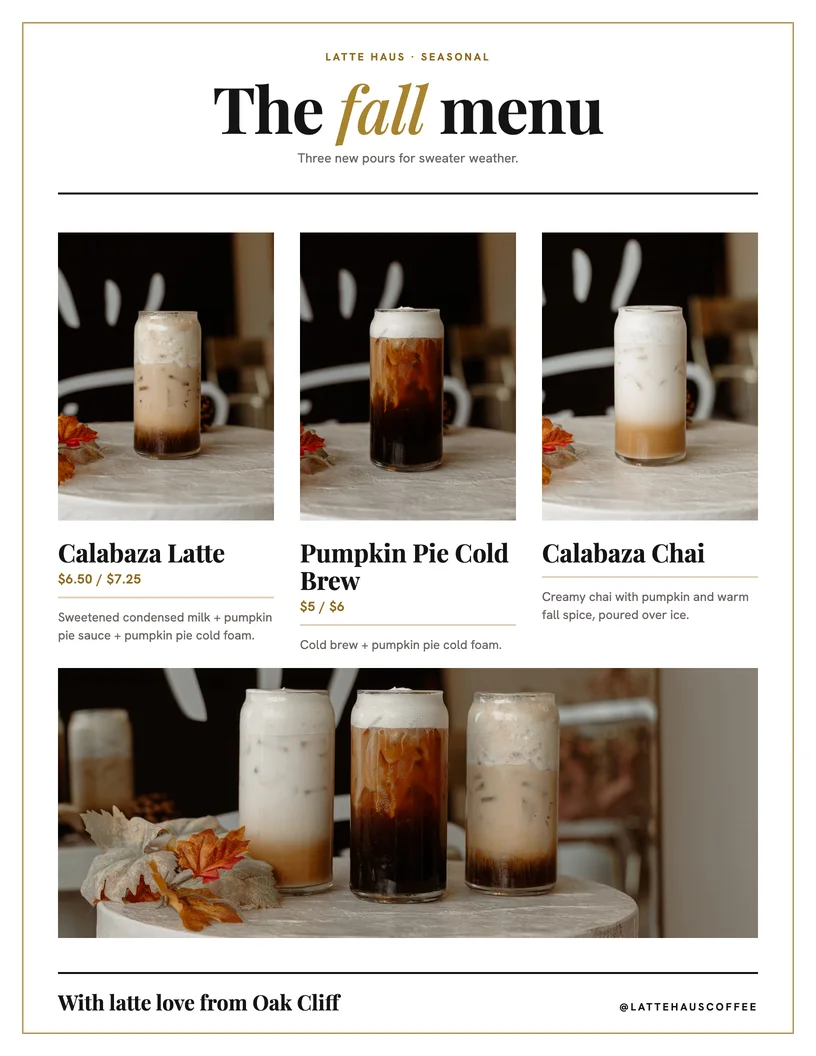 LATTE HAUS · SEASONAL
The fall menu
Three new pours for sweater weather.
Calabaza Latte
$6.50 / $7.25
Sweetened condensed milk + pumpkin
pie sauce + pumpkin pie cold foam.
Pumpkin Pie Cold
Brew
$5 / $6
Cold brew + pumpkin pie cold foam.
Calabaza Chai
Creamy chai with pumpkin and warm
fall spice, poured over ice.
With latte love from Oak Cliff
@LATTEHAUSCOFFEE